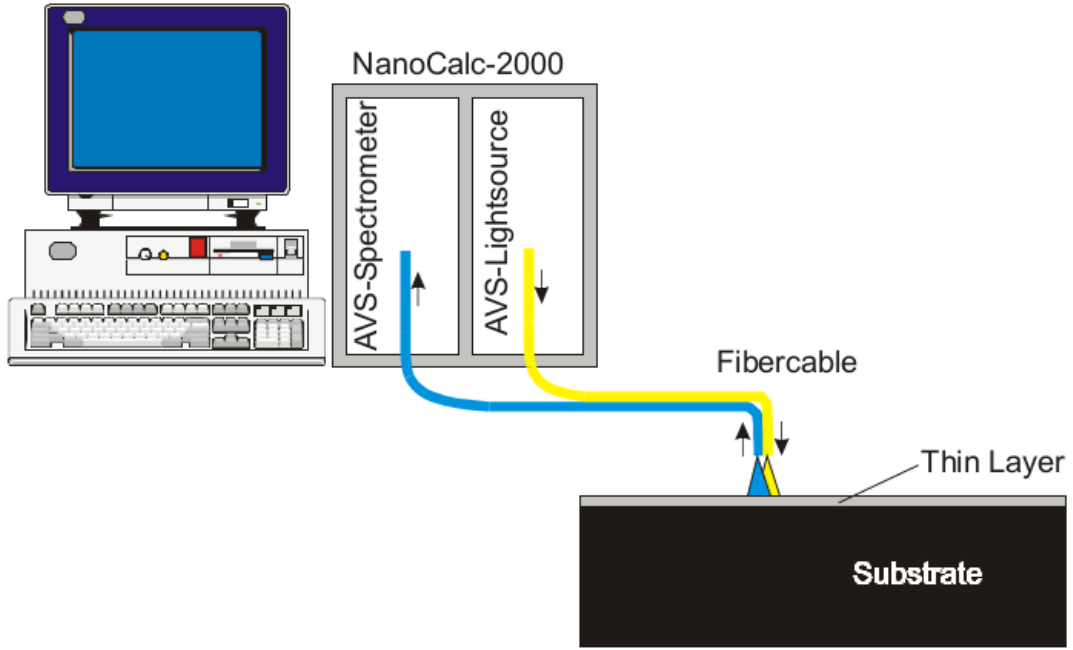 NanoCalc-2000
AVS-Spectrometer
AVS-Lightsource
Fibercable
Thin Layer
Substrate